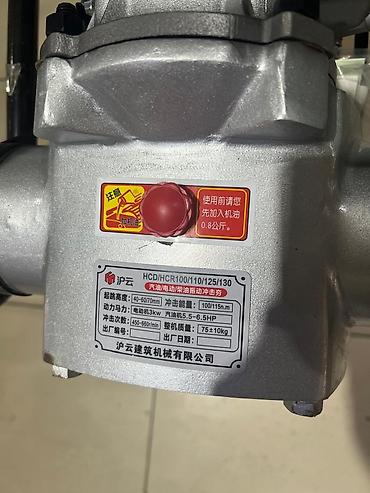 注意
使用前请您
先加入机油
0.8公斤。
沪云 HCD/HCR100/110/125/130
汽油/电动/柴油振动冲击夯
起跳高度: 40-60/70mm 冲击能量: 100/115n.m
动力马力: 电动机3kw 汽油机5.5-6.5HP
冲击次数: 450-660r/min 整机质量: 75±10kg
出厂编号: 出厂日期:
沪云建筑机械有限公司